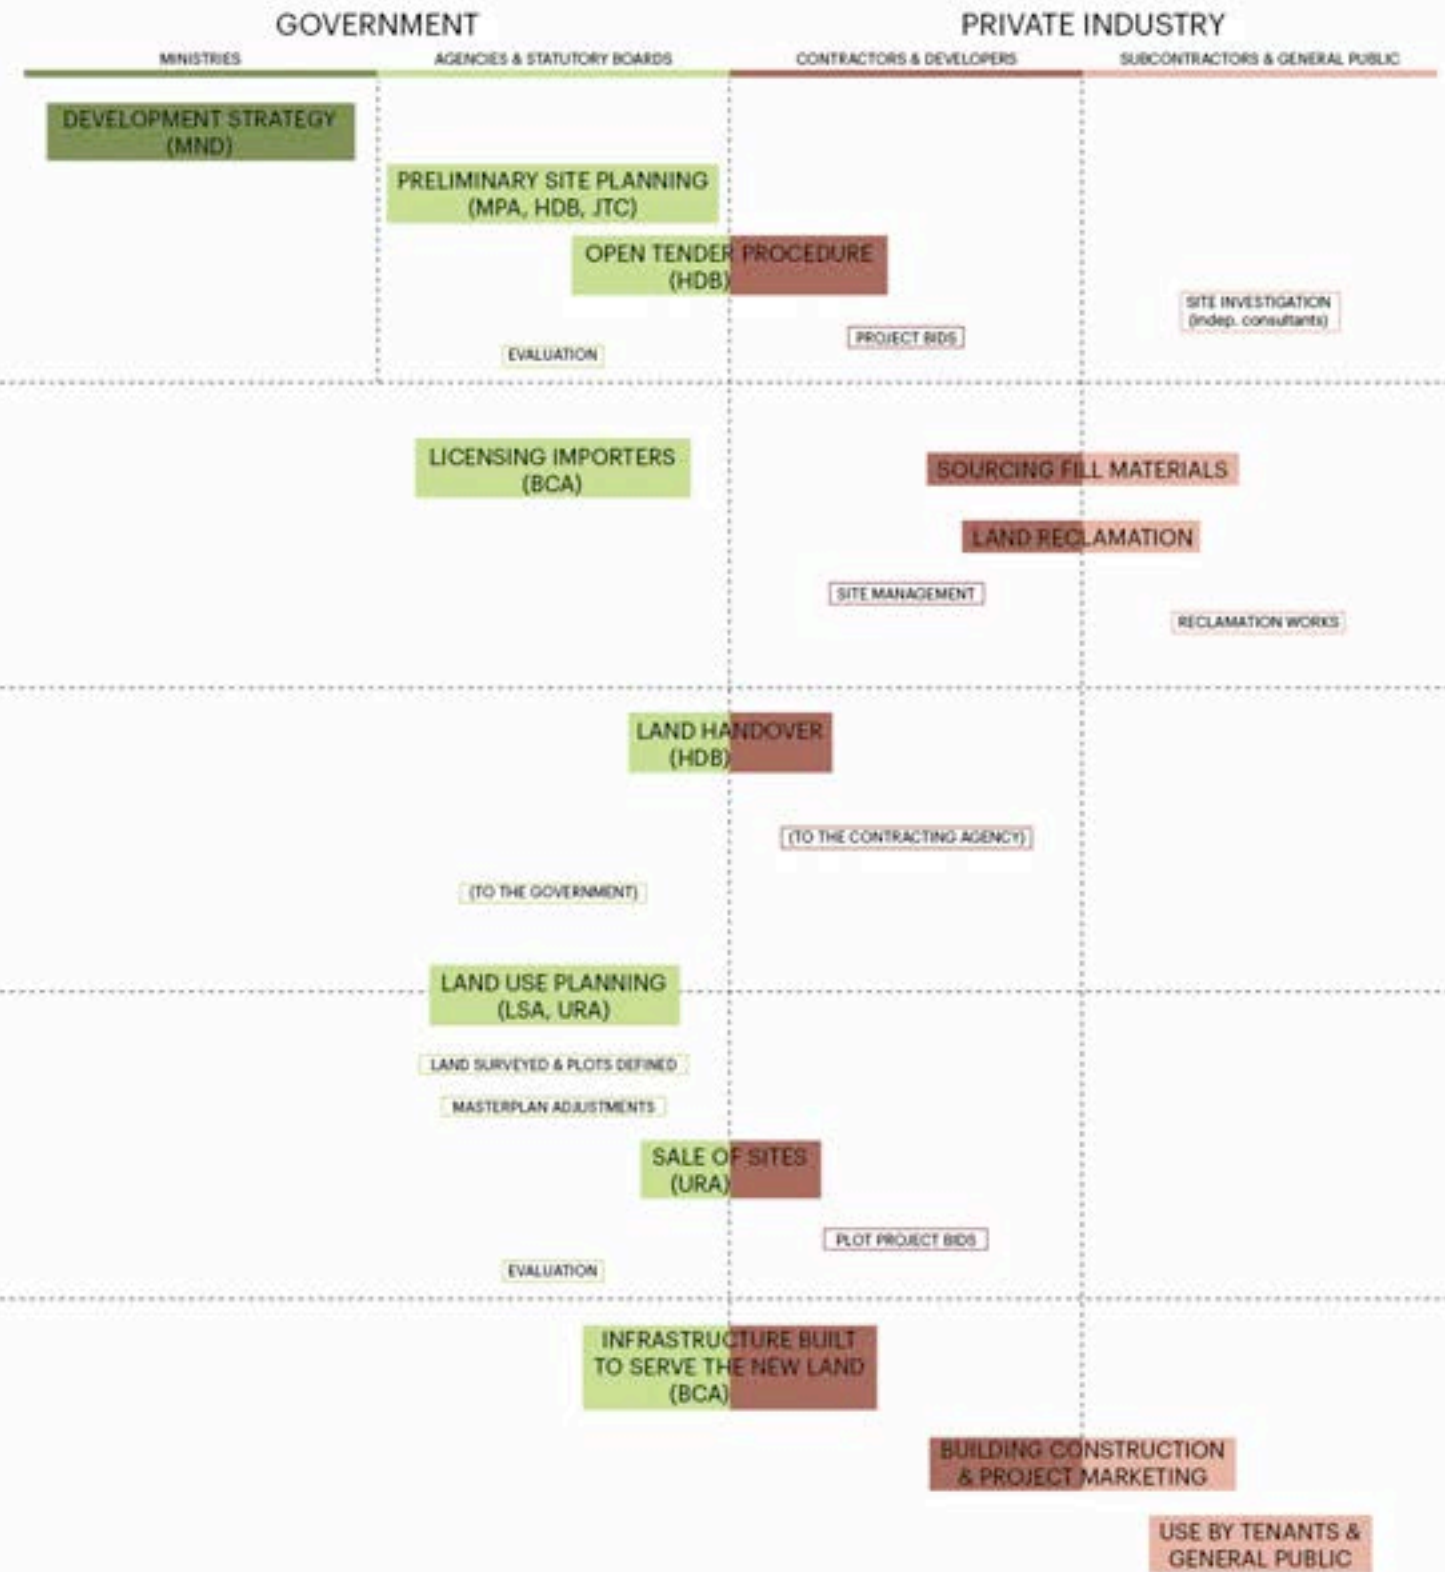 GOVERNMENT
PRIVATE INDUSTRY
MINISTRIES
AGENCIES & STATUTORY BOARDS
CONTRACTORS & DEVELOPERS
SUBCONTRACTORS & GENERAL PUBLIC
DEVELOPMENT STRATEGY
(MND)
PRELIMINARY SITE PLANNING
(MPA, HDB, JTC)
OPEN TENDER PROCEDURE
(HDB)
SITE INVESTIGATION
(indep. consultants)
PROJECT BIDS
EVALUATION
LICENSING IMPORTERS
(BCA)
SOURCING FILL MATERIALS
LAND RECLAMATION
SITE MANAGEMENT
RECLAMATION WORKS
LAND HANDOVER
(HDB)
(TO THE CONTRACTING AGENCY)
(TO THE GOVERNMENT)
LAND USE PLANNING
(LSA, URA)
LAND SURVEYED & PLOTS DEFINED
MASTERPLAN ADJUSTMENTS
SALE OF SITES
(URA)
PLOT PROJECT BIDS
EVALUATION
INFRASTRUCTURE BUILT
TO SERVE THE NEW LAND
(BCA)
BUILDING CONSTRUCTION
& PROJECT MARKETING
USE BY TENANTS &
GENERAL PUBLIC